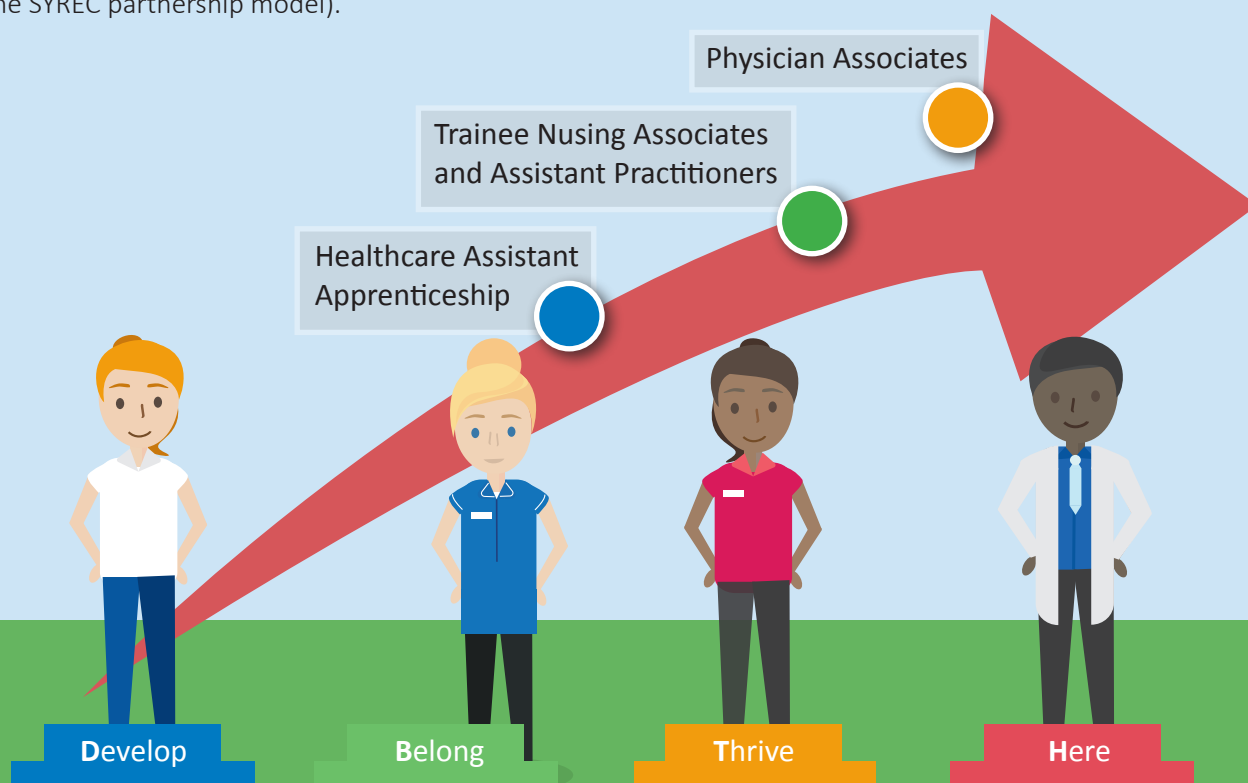 he SYREC partnership model).
Physician Associates
Trainee Nusing Associates
and Assistant Practitioners
Healthcare Assistant
Apprenticeship
Develop
Belong
Thrive
Here